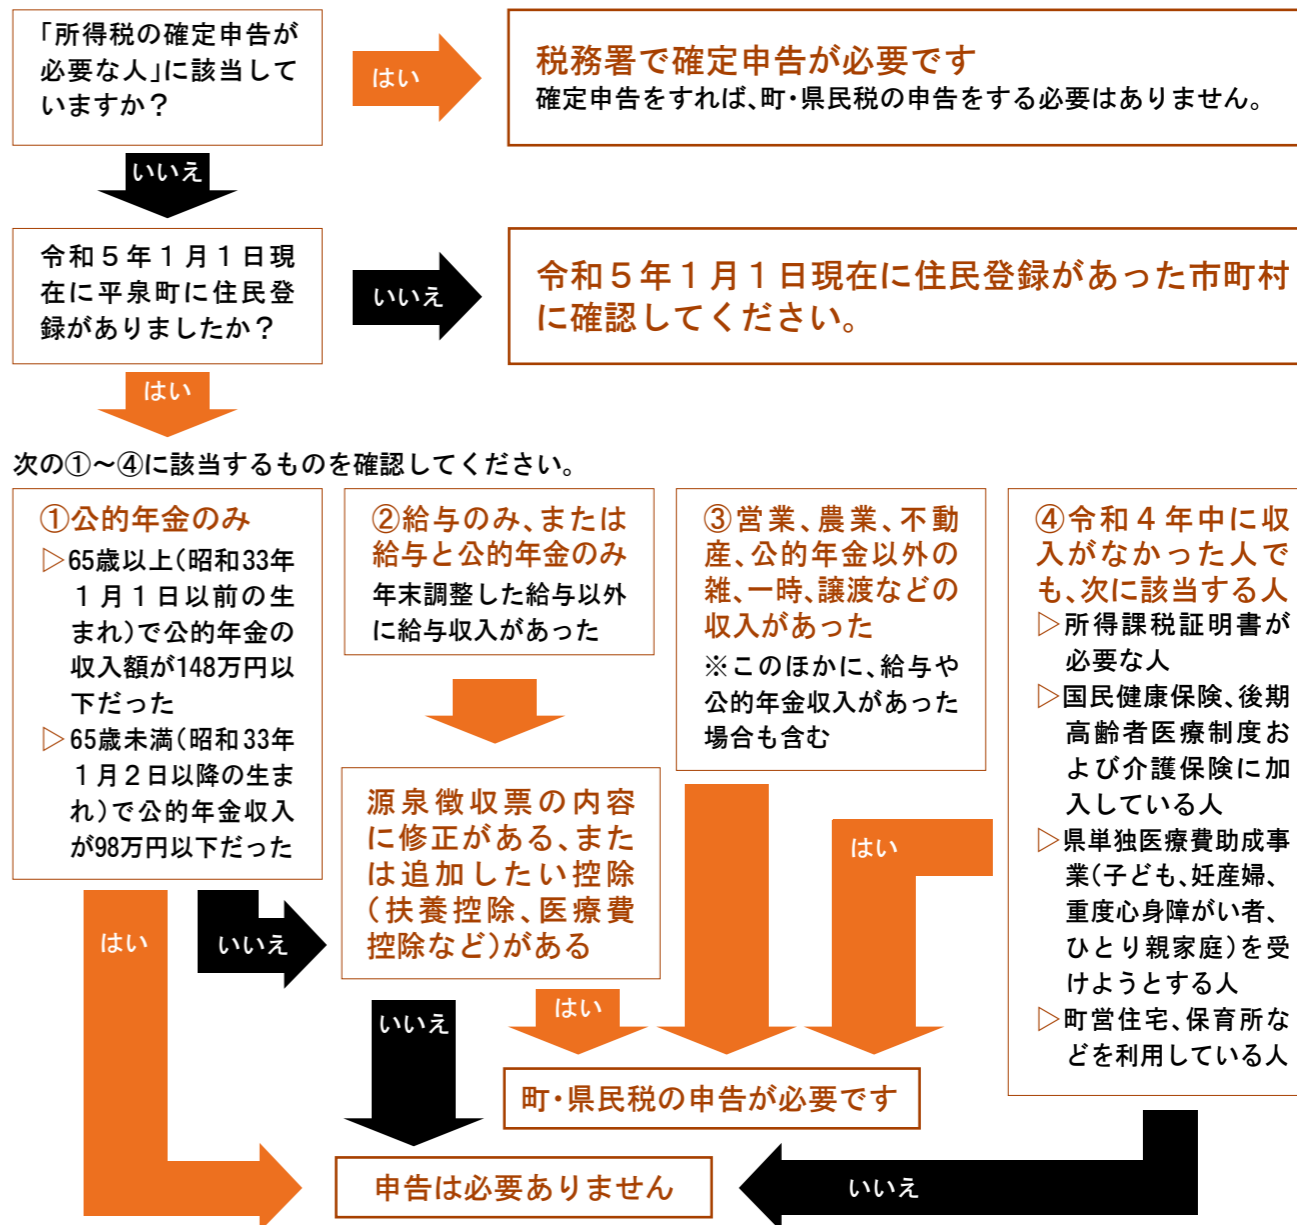 「所得税の確定申告が
必要な人」に該当して
いますか？
はい
税務署で確定申告が必要です
確定申告をすれば、町・県民税の申告をする必要はありません。
いいえ
令和５年１月１日現
在に平泉町に住民登
録がありましたか？
いいえ
令和５年１月１日現在に住民登録があった市町村
に確認してください。
はい
次の①～④に該当するものを確認してください。
①公的年金のみ
▷65歳以上（昭和33年
１月１日以前の生
まれ）で公的年金の
収入額が148万円以
下だった
▷65歳未満（昭和33年
１月２日以降の生ま
れ）で公的年金収入
が98万円以下だった
②給与のみ、または
給与と公的年金のみ
年末調整した給与以外
に給与収入があった
③営業、農業、不動
産、公的年金以外の
雑、一時、譲渡などの
収入があった
※このほかに、給与や
公的年金収入があった
場合も含む
④令和４年中に収
入がなかった人で
も、次に該当する人
▷所得課税証明書が
必要な人
▷国民健康保険、後期
高齢者医療制度お
よび介護保険に加
入している人
▷県単独医療費助成事
業（子ども、妊産婦、
重度心身障がい者、
ひとり親家庭）を受
けようとする人
▷町営住宅、保育所な
どを利用している人
源泉徴収票の内容
に修正がある、また
は追加したい控除
（扶養控除、医療費
控除など）がある
はい
はい
いいえ
いいえ
はい
町・県民税の申告が必要です
申告は必要ありません
いいえ